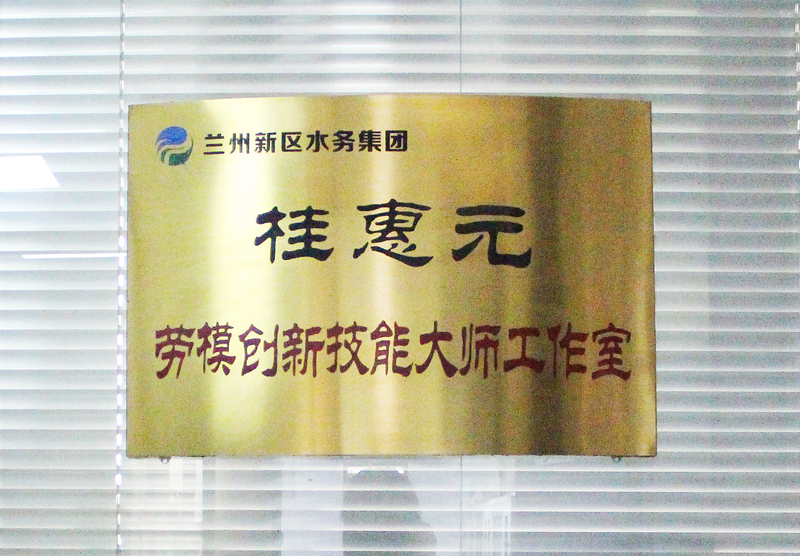 兰州新区水务集团
桂惠元
劳模创新技能大师工作室